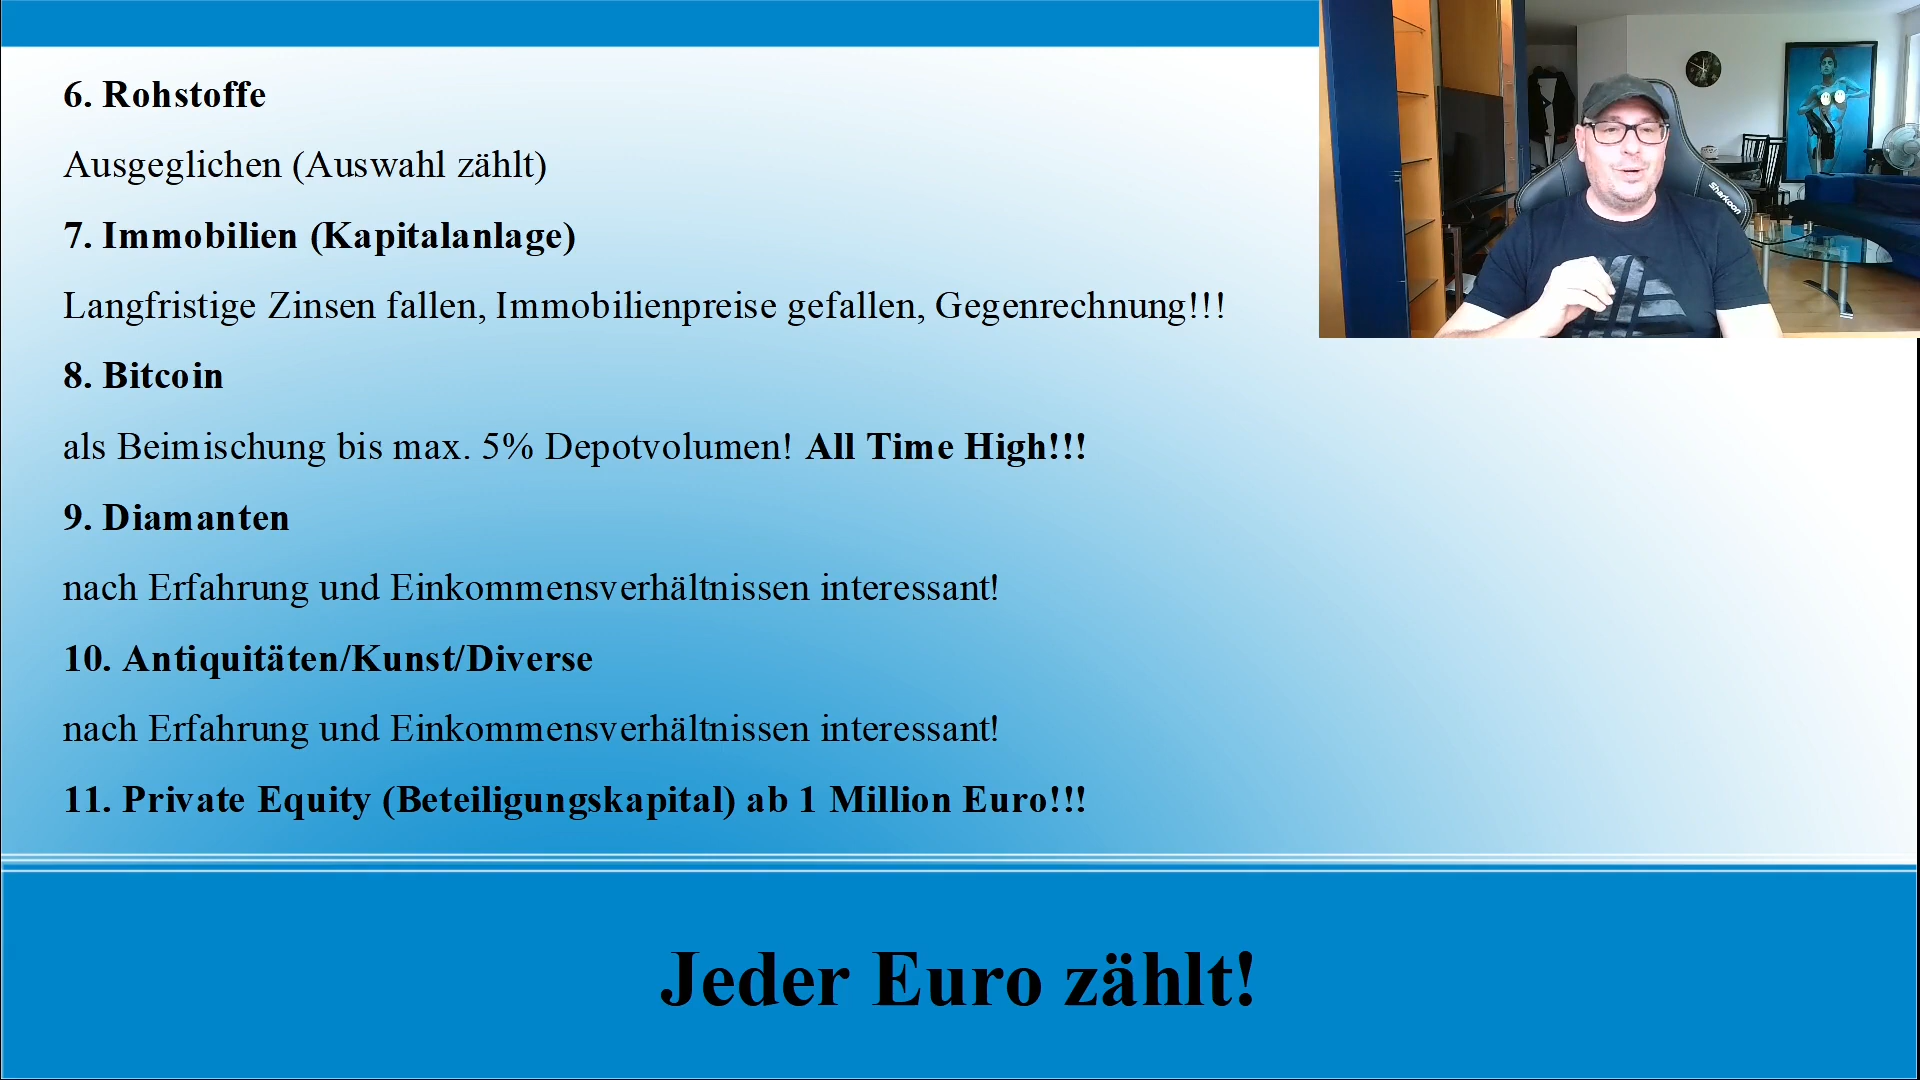 6. Rohstoffe
Ausgeglichen (Auswahl zählt)
7. Immobilien (Kapitalanlage)
Langfristige Zinsen fallen, Immobilienpreise gefallen, Gegenrechnung!!!
8. Bitcoin
als Beimischung bis max. 5% Depotvolumen! All Time High!!!
9. Diamanten
nach Erfahrung und Einkommensverhältnissen interessant!
10. Antiquitäten/Kunst/Diverse
nach Erfahrung und Einkommensverhältnissen interessant!
11. Private Equity (Beteiligungskapital) ab 1 Million Euro!!!
Jeder Euro zählt!
Sharkoon